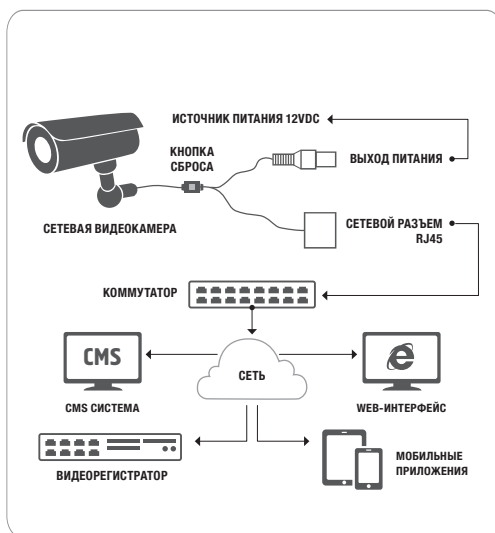 ИСТОЧНИК ПИТАНИЯ 12VDC
КНОПКА
СБРОСА
ВЫХОД ПИТАНИЯ
СЕТЕВАЯ ВИДЕОКАМЕРА
СЕТЕВОЙ РАЗЪЕМ
RJ45
КОММУТАТОР
CMS
СЕТЬ
CMS СИСТЕМА
WEB-ИНТЕРФЕЙС
ВИДЕОРЕГИСТРАТОР
МОБИЛЬНЫЕ
ПРИЛОЖЕНИЯ